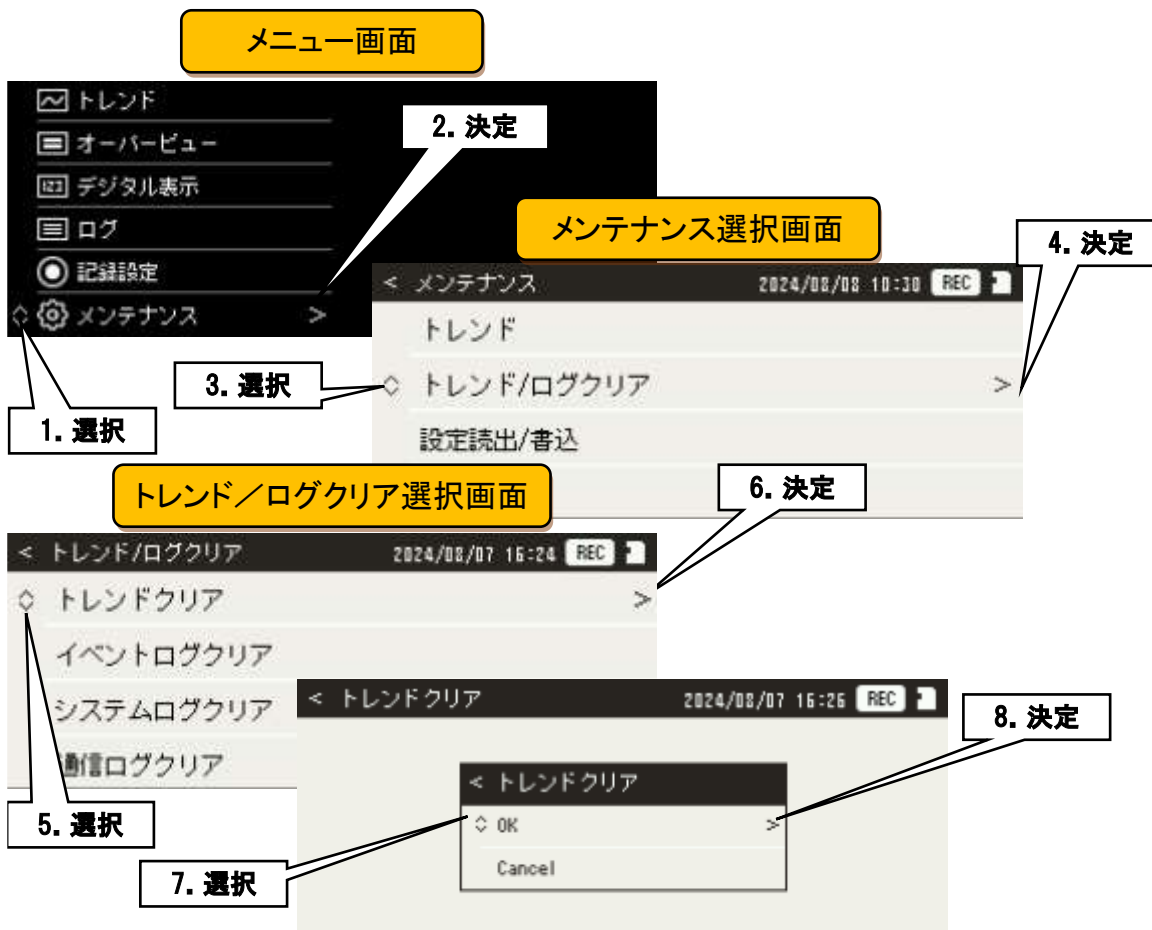 メニュー画面
トレンド
オーバービュー
デジタル表示
ログ
記録設定
メンテナンス >
1. 選択
2. 決定
メンテナンス選択画面
< メンテナンス 2024/08/08 10:30 REC
トレンド
トレンド/ログクリア >
設定読出/書込
3. 選択
4. 決定
トレンド／ログクリア選択画面
< トレンド/ログクリア 2024/08/07 16:24 REC
トレンドクリア >
イベントログクリア
システムログクリア
通信ログクリア
5. 選択
6. 決定
< トレンドクリア 2024/08/07 16:26 REC
< トレンドクリア
OK >
Cancel
7. 選択
8. 決定